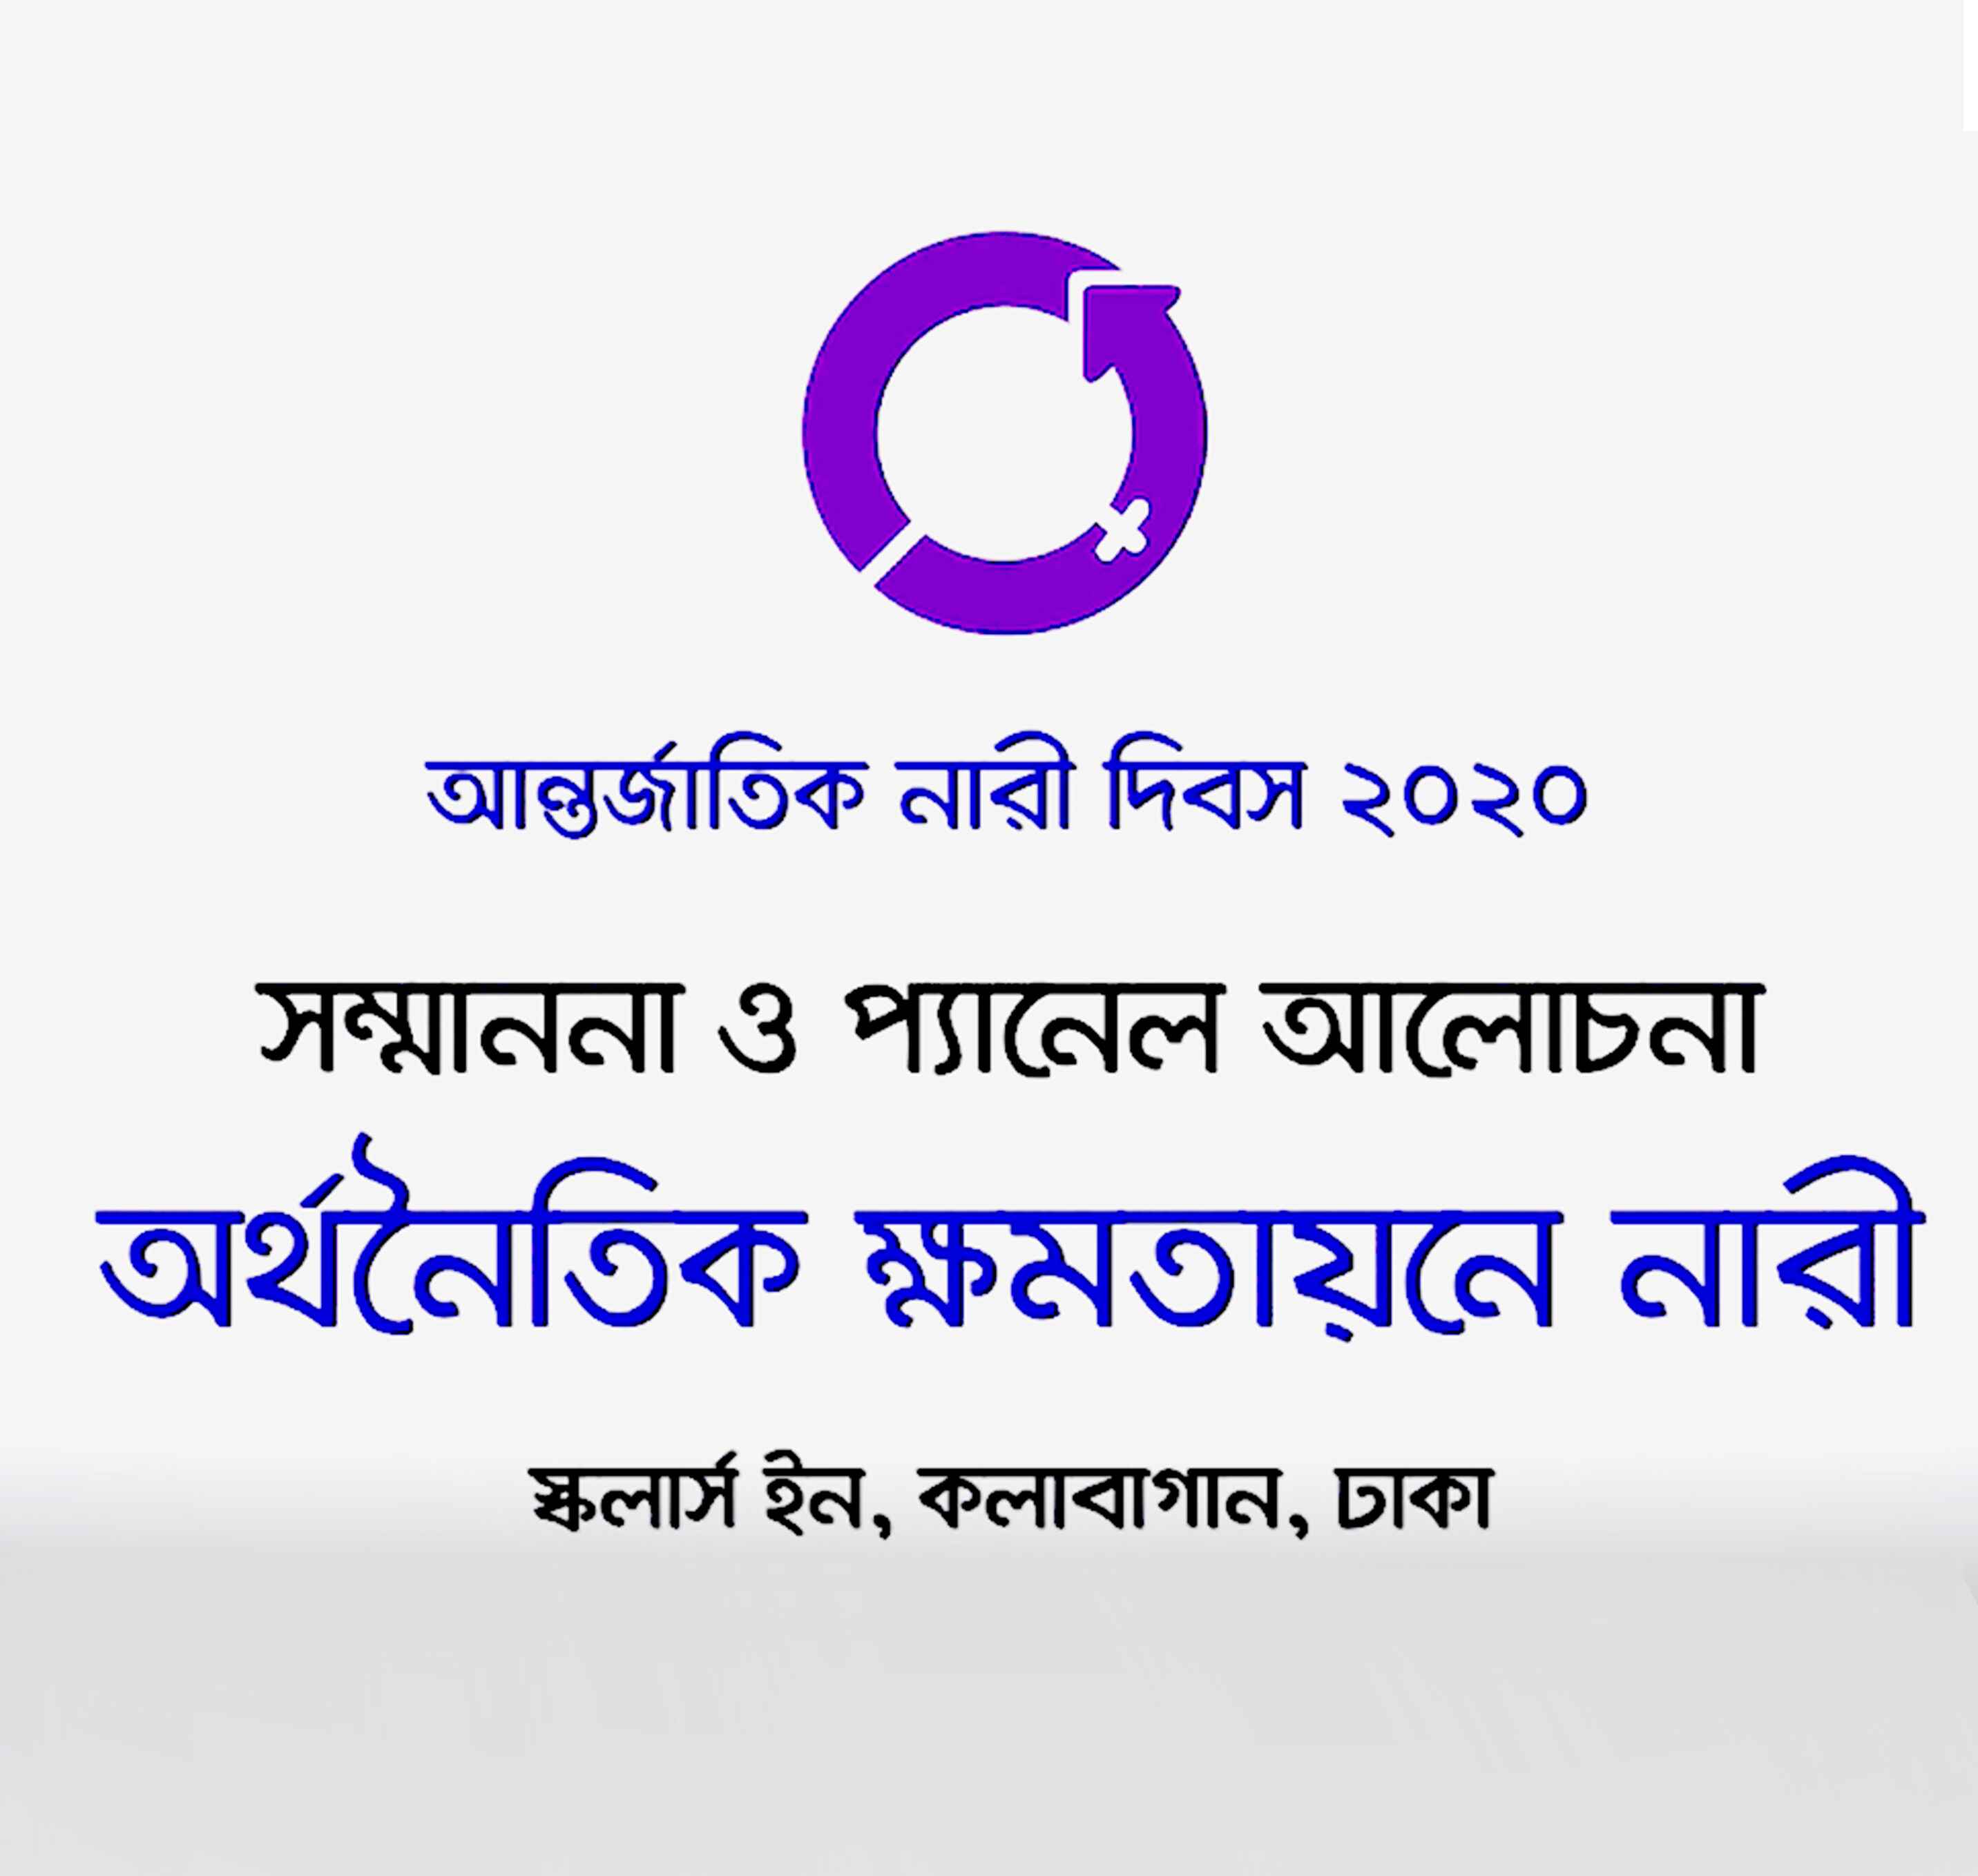 আন্তর্জাতিক নারী দিবস ২০২০
সম্মাননা ও প্যানেল আলোচনা
অর্থনৈতিক ক্ষমতায়নে নারী
স্কলার্স ইন, কলাবাগান, ঢাকা